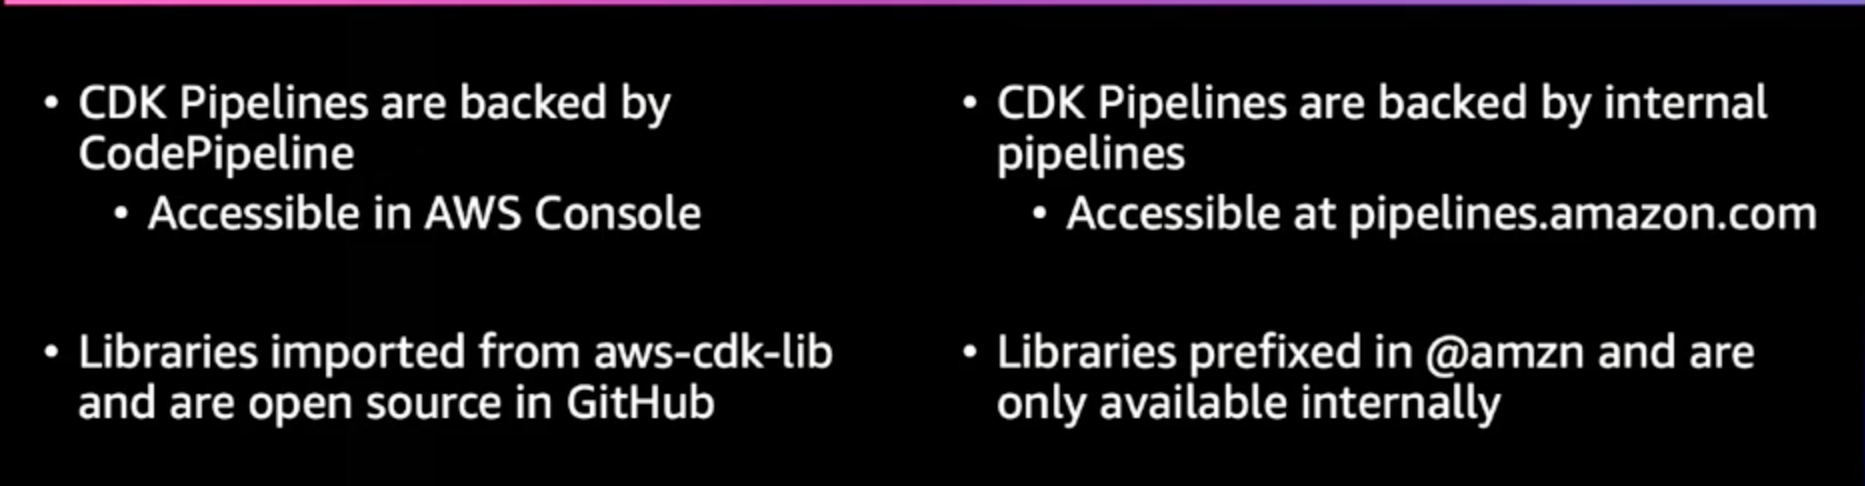 • CDK Pipelines are backed by
CodePipeline
• Accessible in AWS Console
• Libraries imported from aws-cdk-lib
and are open source in GitHub
• CDK Pipelines are backed by internal
pipelines
• Accessible at pipelines.amazon.com
• Libraries prefixed in @amzn and are
only available internally